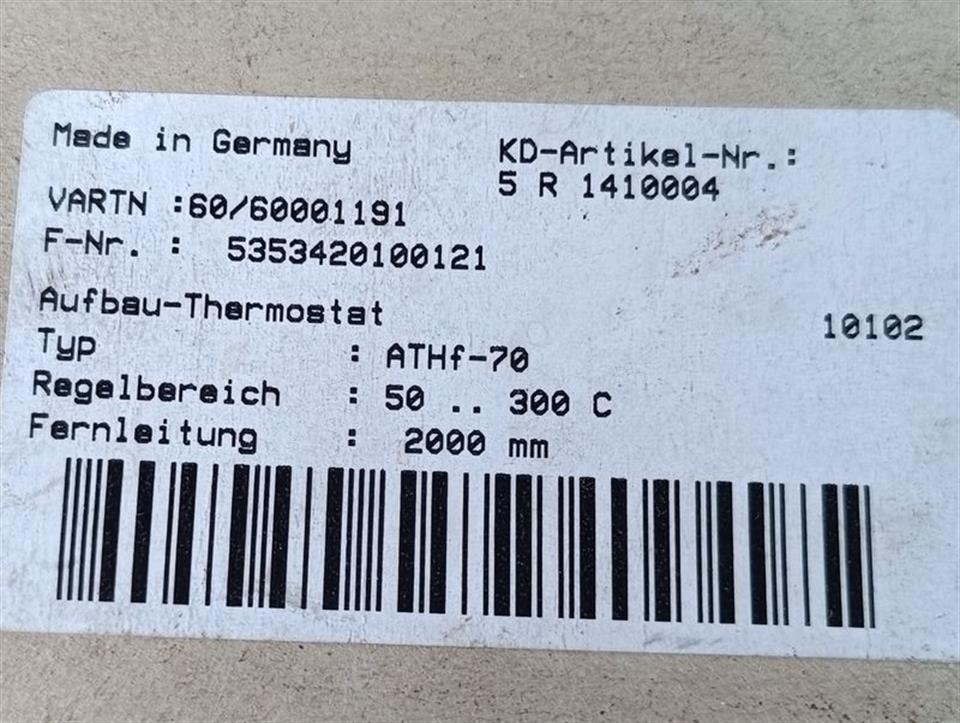 Made in Germany
KD-Artikel-Nr.:
5 R 1410004
VARTN :60/60001191
F-Nr. : 5353420100121
Aufbau-Thermostat
10102
Typ : ATHf-70
Regelbereich : 50 .. 300 C
Fernleitung : 2000 mm